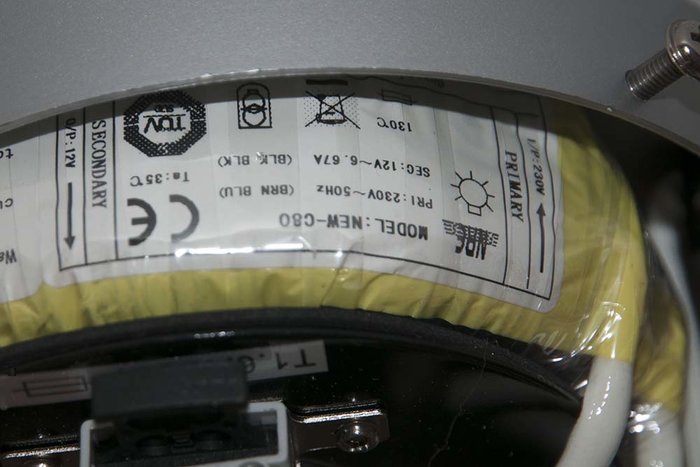 I/P: 230V
PRIMARY
MODEL: NEW-C80
PRI: 230V~50Hz (BRN BLU)
SEC: 12V~6.67A (BLK BLK)
130℃
CE
Ta: 35℃
TÜV
SECONDARY
O/P: 12V
T1.6